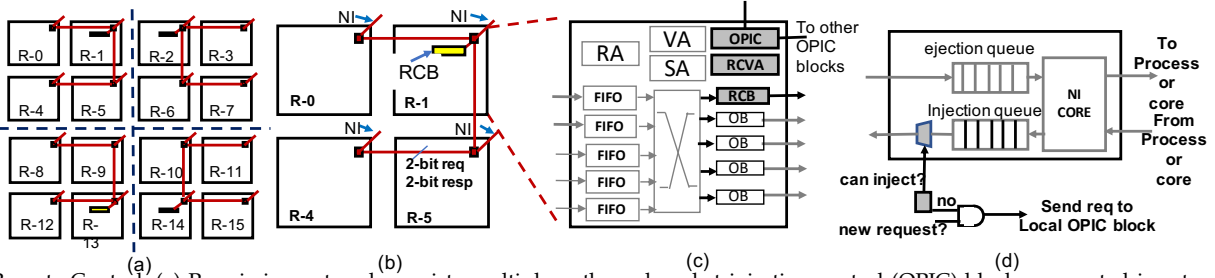 R-0
R-1
R-2
R-3
R-4
R-5
R-6
R-7
R-8
R-9
R-10
R-11
R-12
R-
13
R-14
R-15
(a)
NI
NI
RCB
R-0
R-1
NI
NI
2-bit req
2-bit resp
R-4
R-5
(b)
RA
VA
SA
OPIC
RCVA
To other
OPIC
blocks
FIFO
FIFO
FIFO
FIFO
FIFO
RCB
OB
OB
OB
OB
(c)
ejection queue
Injection queue
NI
CORE
To
Process
or
core
From
Process
or
core
can inject?
no
new request?
Send req to
Local OPIC block
(d)